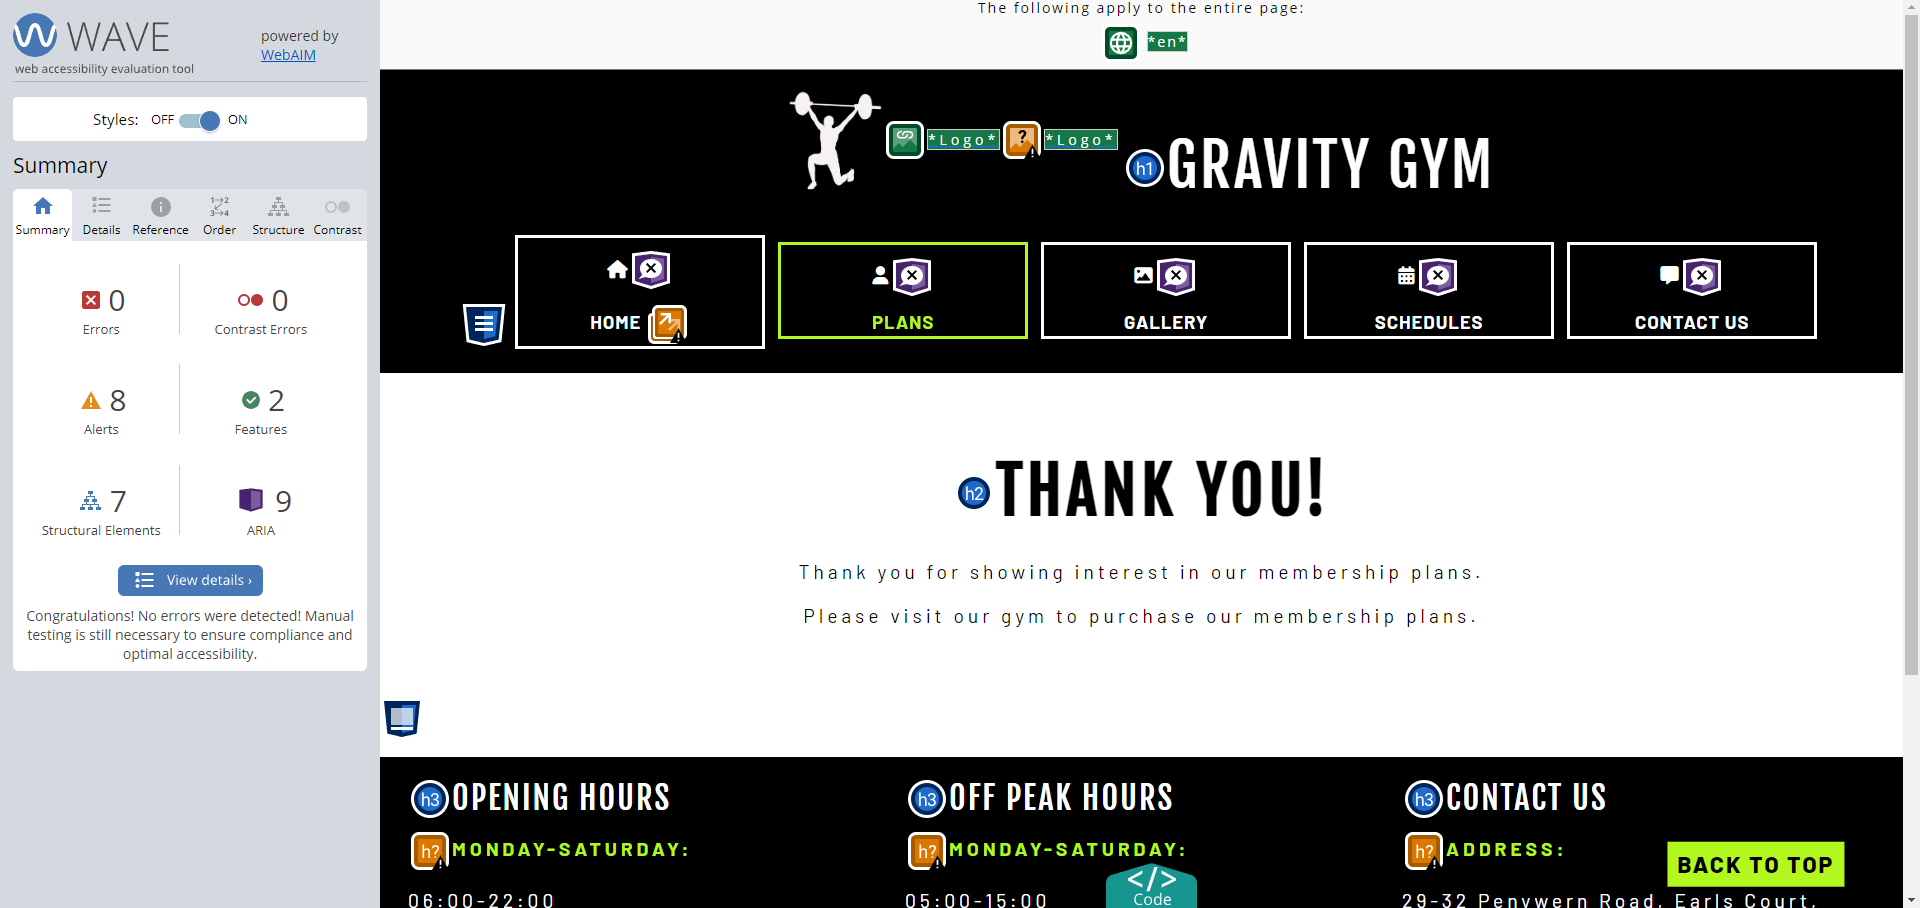 WAVE
powered by
WebAIM
web accessibility evaluation tool
Styles: OFF ON
Summary
Summary Details Reference Order Structure Contrast
0 Errors
0 Contrast Errors
8 Alerts
2 Features
7 Structural Elements
9 ARIA
View details ›
Congratulations! No errors were detected! Manual
testing is still necessary to ensure compliance and
optimal accessibility.
The following apply to the entire page:
*en*
*Logo* *Logo*
h1 GRAVITY GYM
HOME PLANS GALLERY SCHEDULES CONTACT US
h2 THANK YOU!
Thank you for showing interest in our membership plans.
Please visit our gym to purchase our membership plans.
h3 OPENING HOURS
h? MONDAY-SATURDAY:
06:00-22:00
h3 OFF PEAK HOURS
h? MONDAY-SATURDAY:
05:00-15:00
h3 CONTACT US
h? ADDRESS:
29-32 Penywern Road, Earls Court,
BACK TO TOP
</> Code